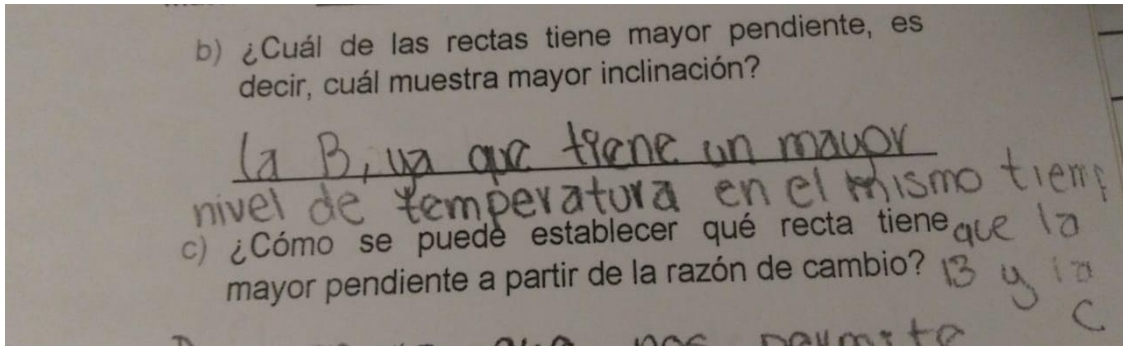 b) ¿Cuál de las rectas tiene mayor pendiente, es
decir, cuál muestra mayor inclinación?
la B, ya que tiene un mayor
nivel de temperatura en el mismo
c) ¿Cómo se puede establecer qué recta tiene
que la
mayor pendiente a partir de la razón de cambio?
B y la
C
nos